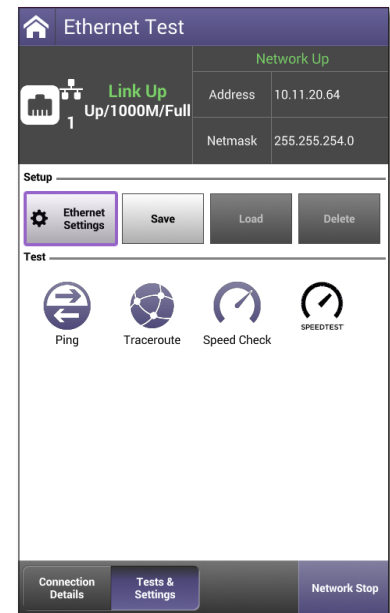 Ethernet Test
Network Up
Link Up
Up/1000M/Full
1
Address 10.11.20.64
Netmask 255.255.254.0
Setup
Ethernet
Settings
Save
Load
Delete
Test
Ping
Traceroute
Speed Check
SPEEDTEST
Connection
Details
Tests &
Settings
Network Stop